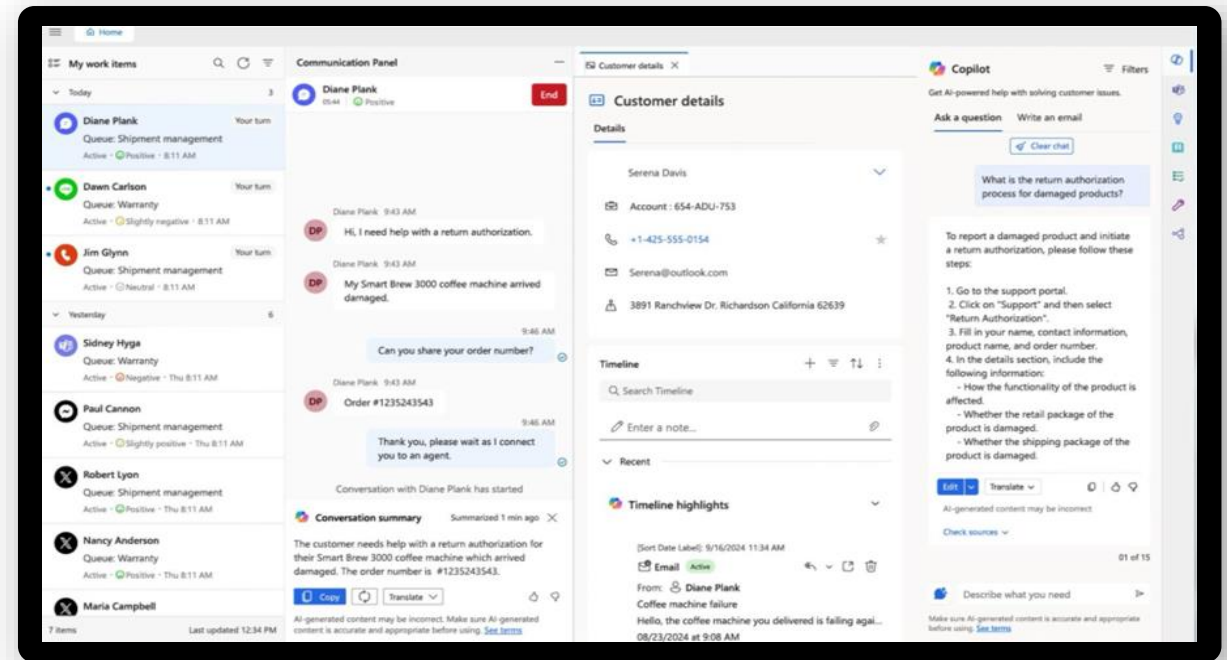 Home
My work items
Today 3
Diane Plank Your turn
Queue: Shipment management
Active · Positive · 8:11 AM
Dawn Carlson Your turn
Queue: Warranty
Active · Slightly negative · 8:11 AM
Jim Glynn Your turn
Queue: Shipment management
Active · Neutral · 8:11 AM
Yesterday 6
Sidney Hyga
Queue: Warranty
Active · Negative · Thu 8:11 AM
Paul Cannon
Queue: Shipment management
Active · Slightly positive · Thu 8:11 AM
Robert Lyon
Queue: Shipment management
Active · Positive · Thu 8:11 AM
Nancy Anderson
Queue: Warranty
Active · Positive · Thu 8:11 AM
Maria Campbell
7 items Last updated 12:34 PM
Communication Panel
Diane Plank
05:44 Positive
End
Diane Plank 9:43 AM
DP
Hi, I need help with a return authorization.
Diane Plank 9:43 AM
DP
My Smart Brew 3000 coffee machine arrived
damaged.
9:46 AM
Can you share your order number?
Diane Plank 9:43 AM
DP
Order #1235243543
9:46 AM
Thank you, please wait as I connect
you to an agent.
Conversation with Diane Plank has started
Conversation summary Summarized 1 min ago
The customer needs help with a return authorization for
their Smart Brew 3000 coffee machine which arrived
damaged. The order number is #1235243543.
Copy Translate
AI-generated content may be incorrect. Make sure AI-generated
content is accurate and appropriate before using. See terms
Customer details
Customer details
Details
Serena Davis
Account : 654-ADU-753
+1-425-555-0154
Serena@outlook.com
3891 Ranchview Dr. Richardson California 62639
Timeline
Search Timeline
Enter a note...
Recent
Timeline highlights
[Sort Date Label]: 9/16/2024 11:34 AM
Email Active
From: Diane Plank
Coffee machine failure
Hello, the coffee machine you delivered is failing agai...
08/23/2024 at 9:08 AM
Copilot Filters
Get AI-powered help with solving customer issues.
Ask a question Write an email
Clear chat
What is the return authorization
process for damaged products?
To report a damaged product and initiate
a return authorization, please follow these
steps:
1. Go to the support portal.
2. Click on "Support" and then select
"Return Authorization".
3. Fill in your name, contact information,
product name, and order number.
4. In the details section, include the
following information:
- How the functionality of the product is
affected.
- Whether the retail package of the
product is damaged.
- Whether the shipping package of the
product is damaged.
Edit Translate
AI-generated content may be incorrect
Check sources
01 of 15
Describe what you need
Make sure AI-generated content is accurate and appropriate
before using. See terms